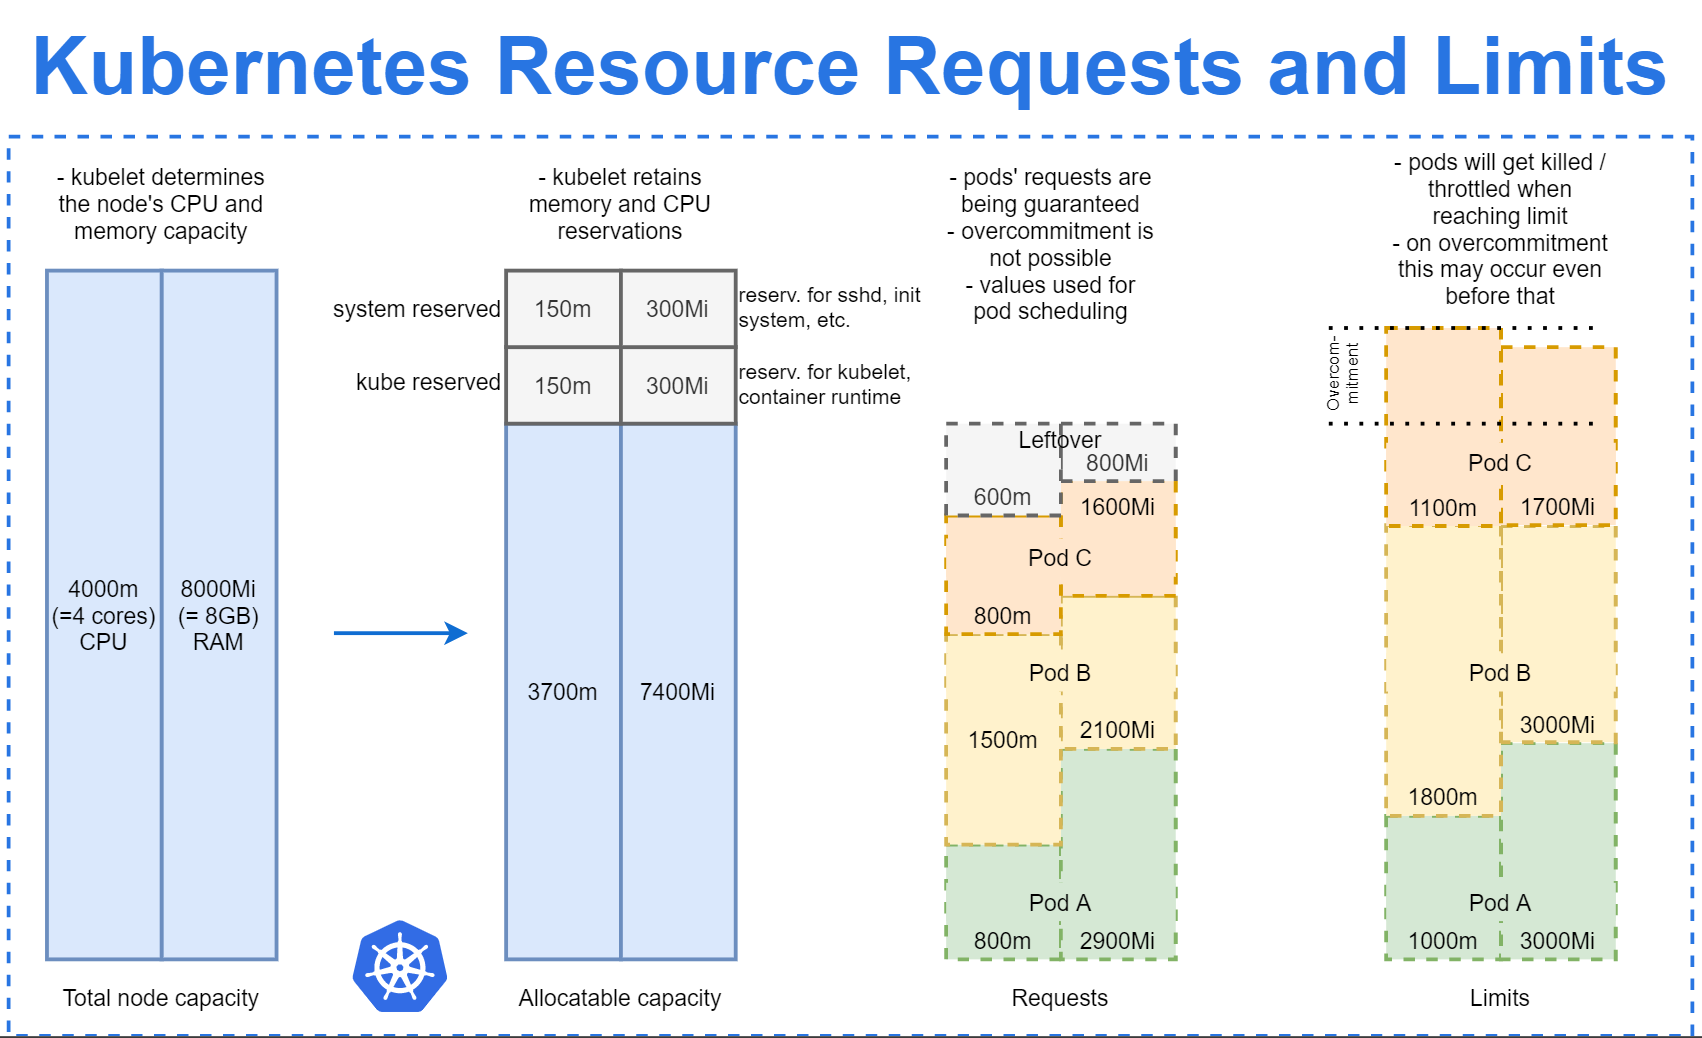 Kubernetes Resource Requests and Limits
- kubelet determines
the node's CPU and
memory capacity
4000m
(=4 cores)
CPU
8000Mi
(= 8GB)
RAM
Total node capacity
- kubelet retains
memory and CPU
reservations
system reserved
150m
300Mi
reserv. for sshd, init
system, etc.
kube reserved
150m
300Mi
reserv. for kubelet,
container runtime
3700m
7400Mi
Allocatable capacity
- pods' requests are
being guaranteed
- overcommitment is
not possible
- values used for
pod scheduling
Leftover
800Mi
600m
1600Mi
Pod C
800m
Pod B
2100Mi
1500m
Pod A
800m
2900Mi
Requests
- pods will get killed /
throttled when
reaching limit
- on overcommitment
this may occur even
before that
Overcom-
mitment
Pod C
1100m
1700Mi
Pod B
3000Mi
1800m
Pod A
1000m
3000Mi
Limits